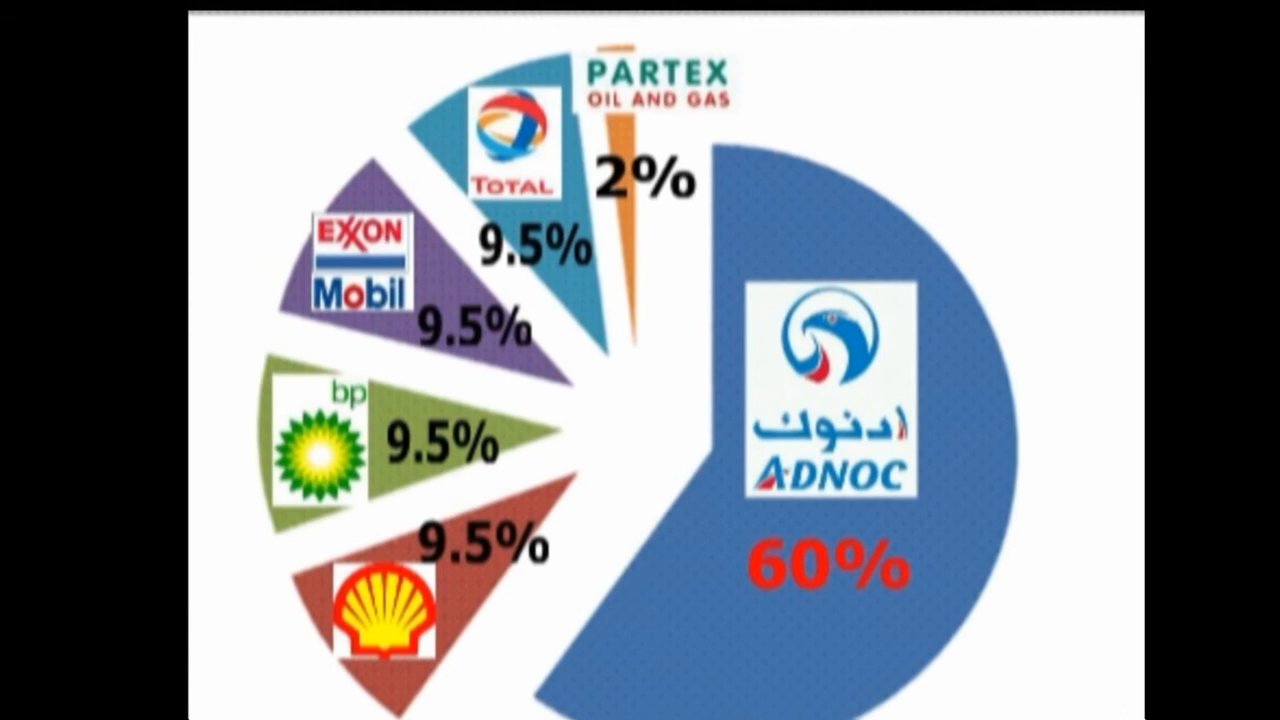 PARTEX
OIL AND GAS
2%
TOTAL
9.5%
EXXON
Mobil
9.5%
bp
9.5%
9.5%
ادنوك
ADNOC
60%